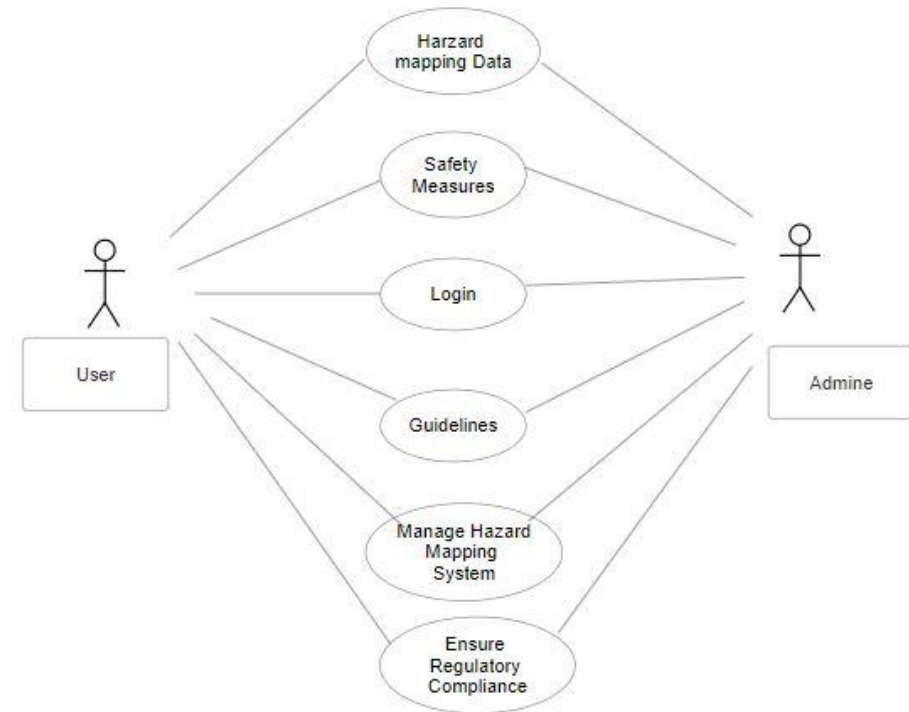 Harzard
mapping Data
Safety
Measures
Login
User
Admine
Guidelines
Manage Hazard
Mapping
System
Ensure
Regulatory
Compliance